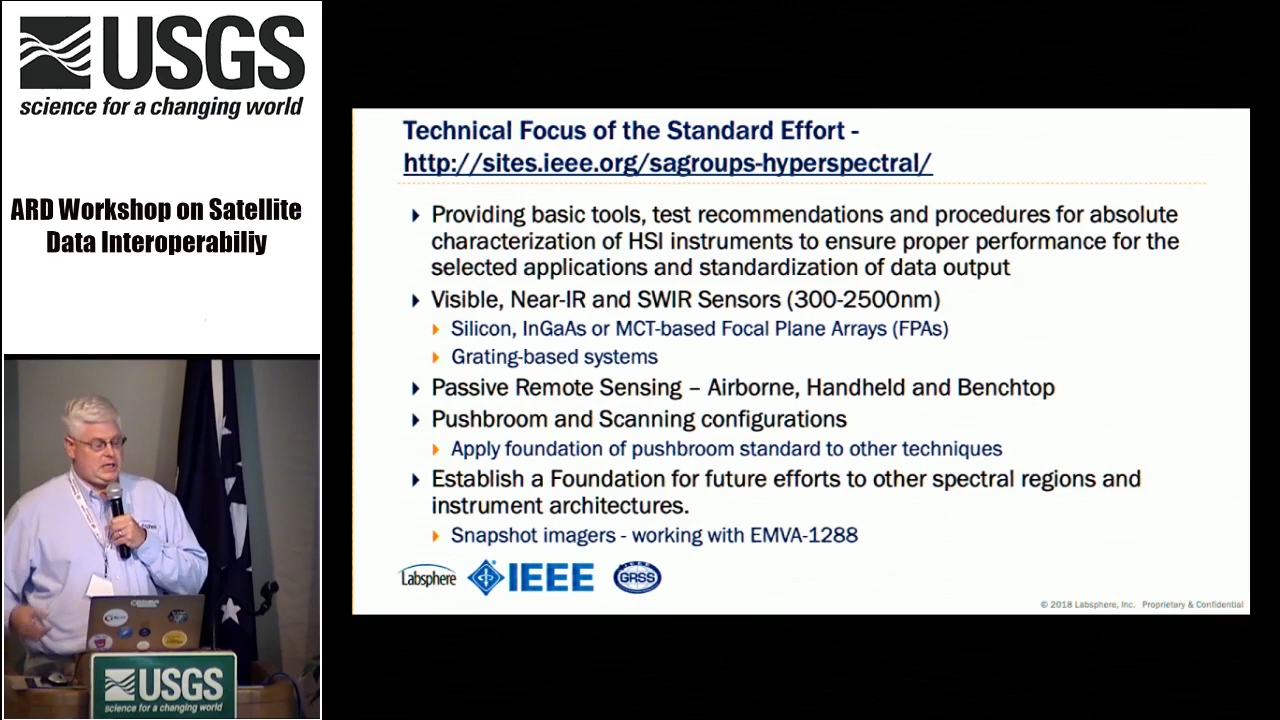 USGS
science for a changing world
ARD Workshop on Satellite
Data Interoperabiliy
Technical Focus of the Standard Effort -
http://sites.ieee.org/sagroups-hyperspectral/
Providing basic tools, test recommendations and procedures for absolute
characterization of HSI instruments to ensure proper performance for the
selected applications and standardization of data output
Visible, Near-IR and SWIR Sensors (300-2500nm)
Silicon, InGaAs or MCT-based Focal Plane Arrays (FPAs)
Grating-based systems
Passive Remote Sensing – Airborne, Handheld and Benchtop
Pushbroom and Scanning configurations
Apply foundation of pushbroom standard to other techniques
Establish a Foundation for future efforts to other spectral regions and
instrument architectures.
Snapshot imagers - working with EMVA-1288
Labsphere IEEE GRSS
© 2018 Labsphere, Inc. Proprietary & Confidential
USGS
science for a changing world